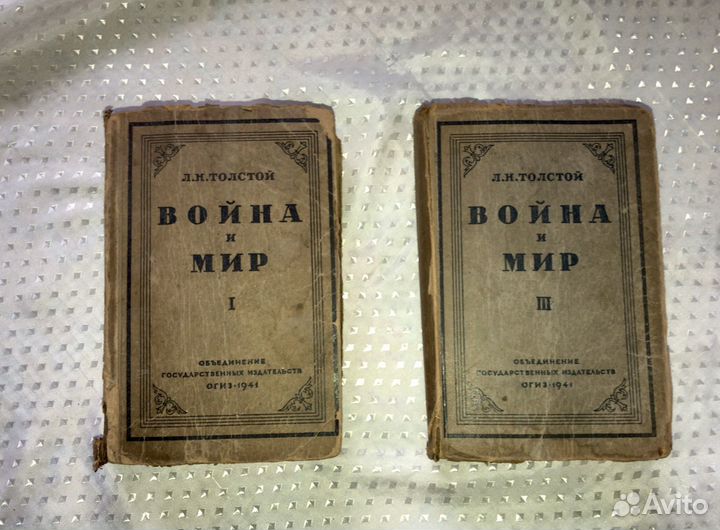 Л.Н.ТОЛСТОЙ
ВОЙНА
и
МИР
I
ОБЪЕДИНЕНИЕ
ГОСУДАРСТВЕННЫХ ИЗДАТЕЛЬСТВ
ОГИЗ·1941
Л.Н.ТОЛСТОЙ
ВОЙНА
и
МИР
III
ОБЪЕДИНЕНИЕ
ГОСУДАРСТВЕННЫХ ИЗДАТЕЛЬСТВ
ОГИЗ·1941
Avito